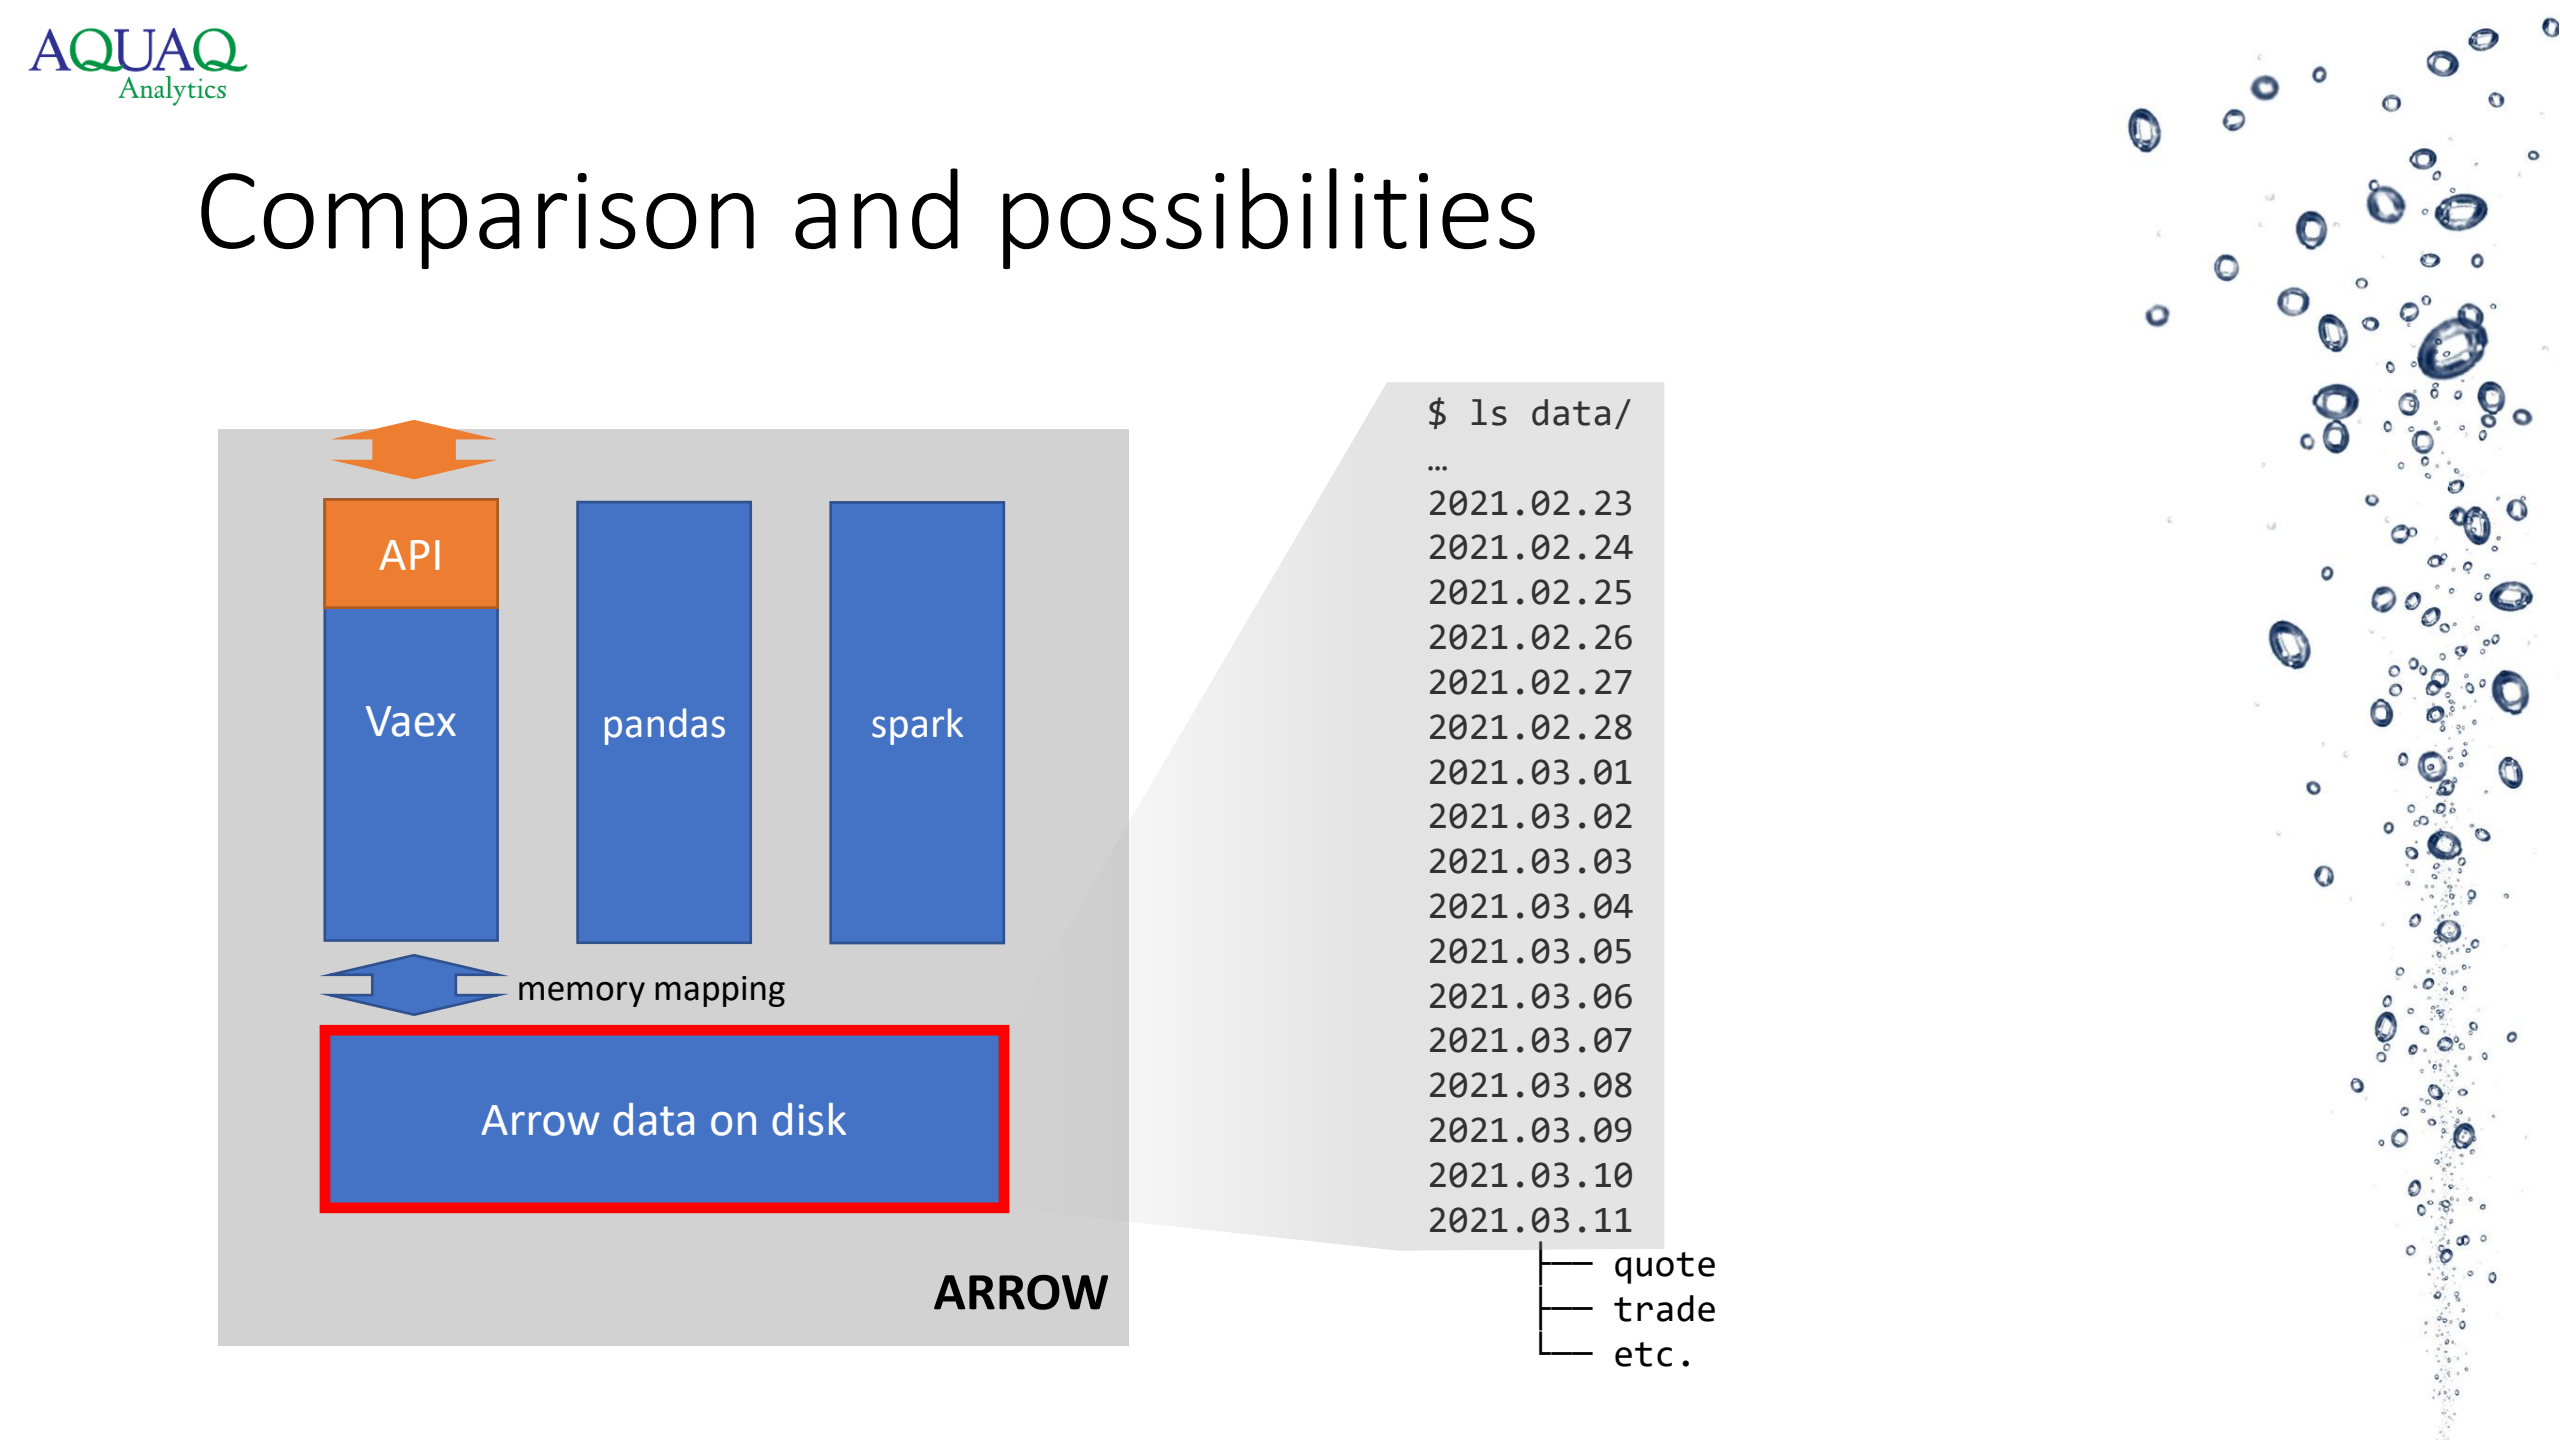 AQUAQ
Analytics
Comparison and possibilities
API
Vaex
pandas
spark
memory mapping
Arrow data on disk
ARROW
$ ls data/
…
2021.02.23
2021.02.24
2021.02.25
2021.02.26
2021.02.27
2021.02.28
2021.03.01
2021.03.02
2021.03.03
2021.03.04
2021.03.05
2021.03.06
2021.03.07
2021.03.08
2021.03.09
2021.03.10
2021.03.11
├── quote
├── trade
└── etc.